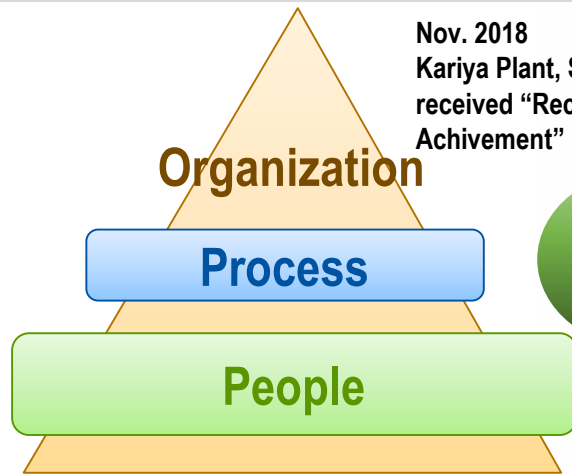 Nov. 2018
Kariya Plant,
received
Achivement"
Organization
Process
People